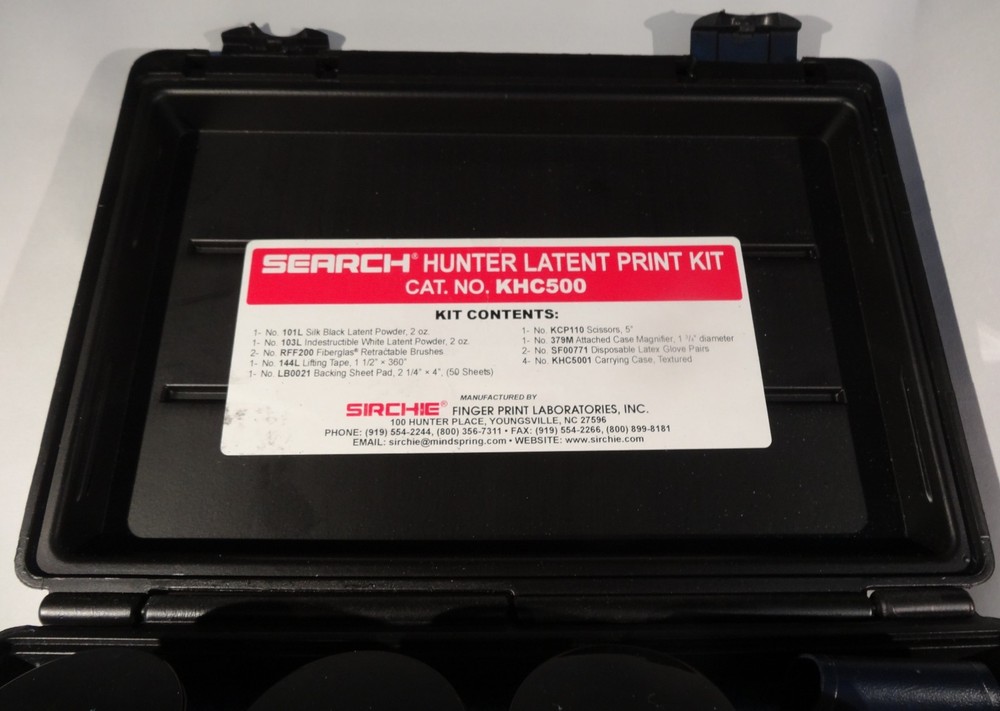 SEARCH® HUNTER LATENT PRINT KIT
CAT. NO. KHC500
KIT CONTENTS:
1- No. 101L Silk Black Latent Powder, 2 oz.
1- No. 103L Indestructible White Latent Powder, 2 oz.
2- No. RFF200 Fiberglas® Retractable Brushes
1- No. 144L Lifting Tape, 1 1/2" × 360"
1- No. LB0021 Backing Sheet Pad, 2 1/4" × 4", (50 Sheets)
1- No. KCP110 Scissors, 5"
1- No. 379M Attached Case Magnifier, 1 3/4" diameter
2- No. SF00771 Disposable Latex Glove Pairs
4- No. KHC5001 Carrying Case, Textured
MANUFACTURED BY
SIRCHIE® FINGER PRINT LABORATORIES, INC.
100 HUNTER PLACE, YOUNGSVILLE, NC 27596
PHONE: (919) 554-2244, (800) 356-7311 • FAX: (919) 554-2266, (800) 899-8181
EMAIL: sirchie@mindspring.com • WEBSITE: www.sirchie.com